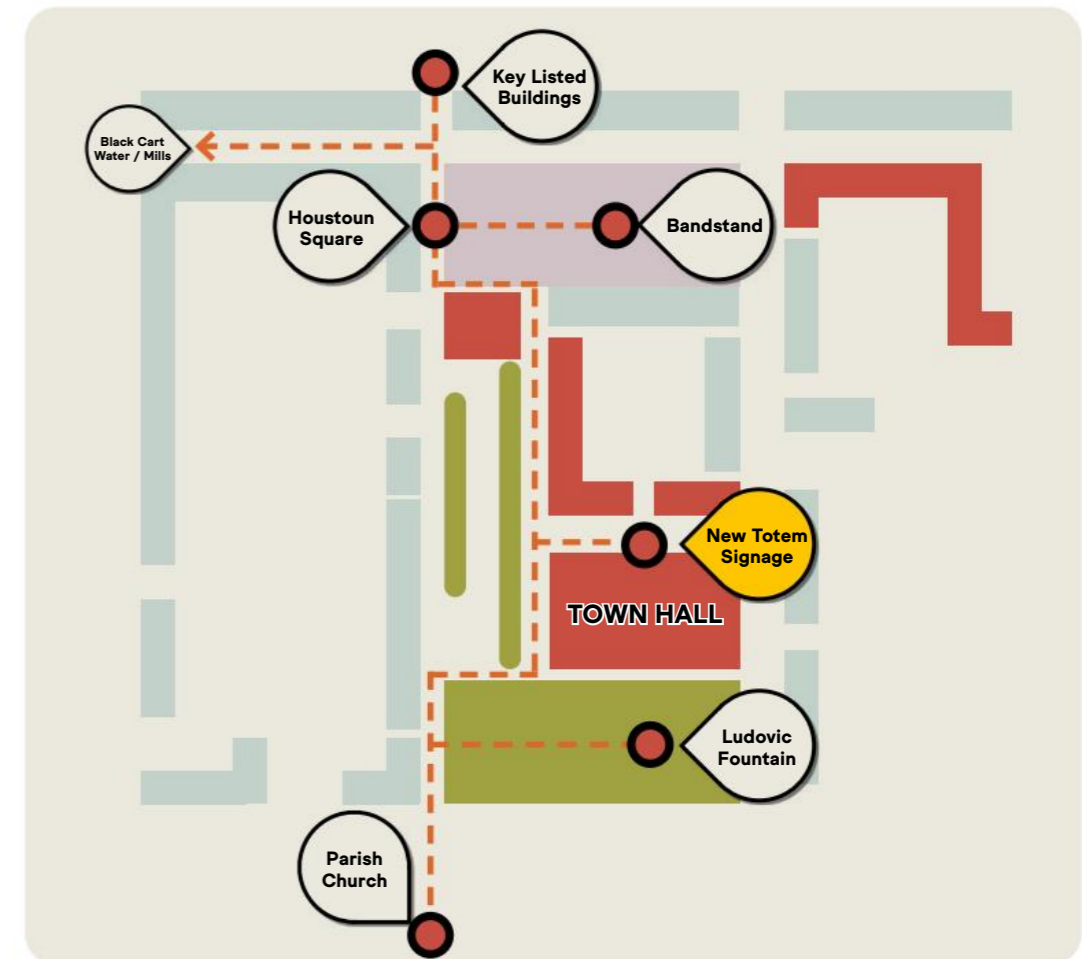 Key Listed
Buildings
Black Cart
Water / Mills
Houstoun
Square
Bandstand
New Totem
Signage
TOWN HALL
Ludovic
Fountain
Parish
Church